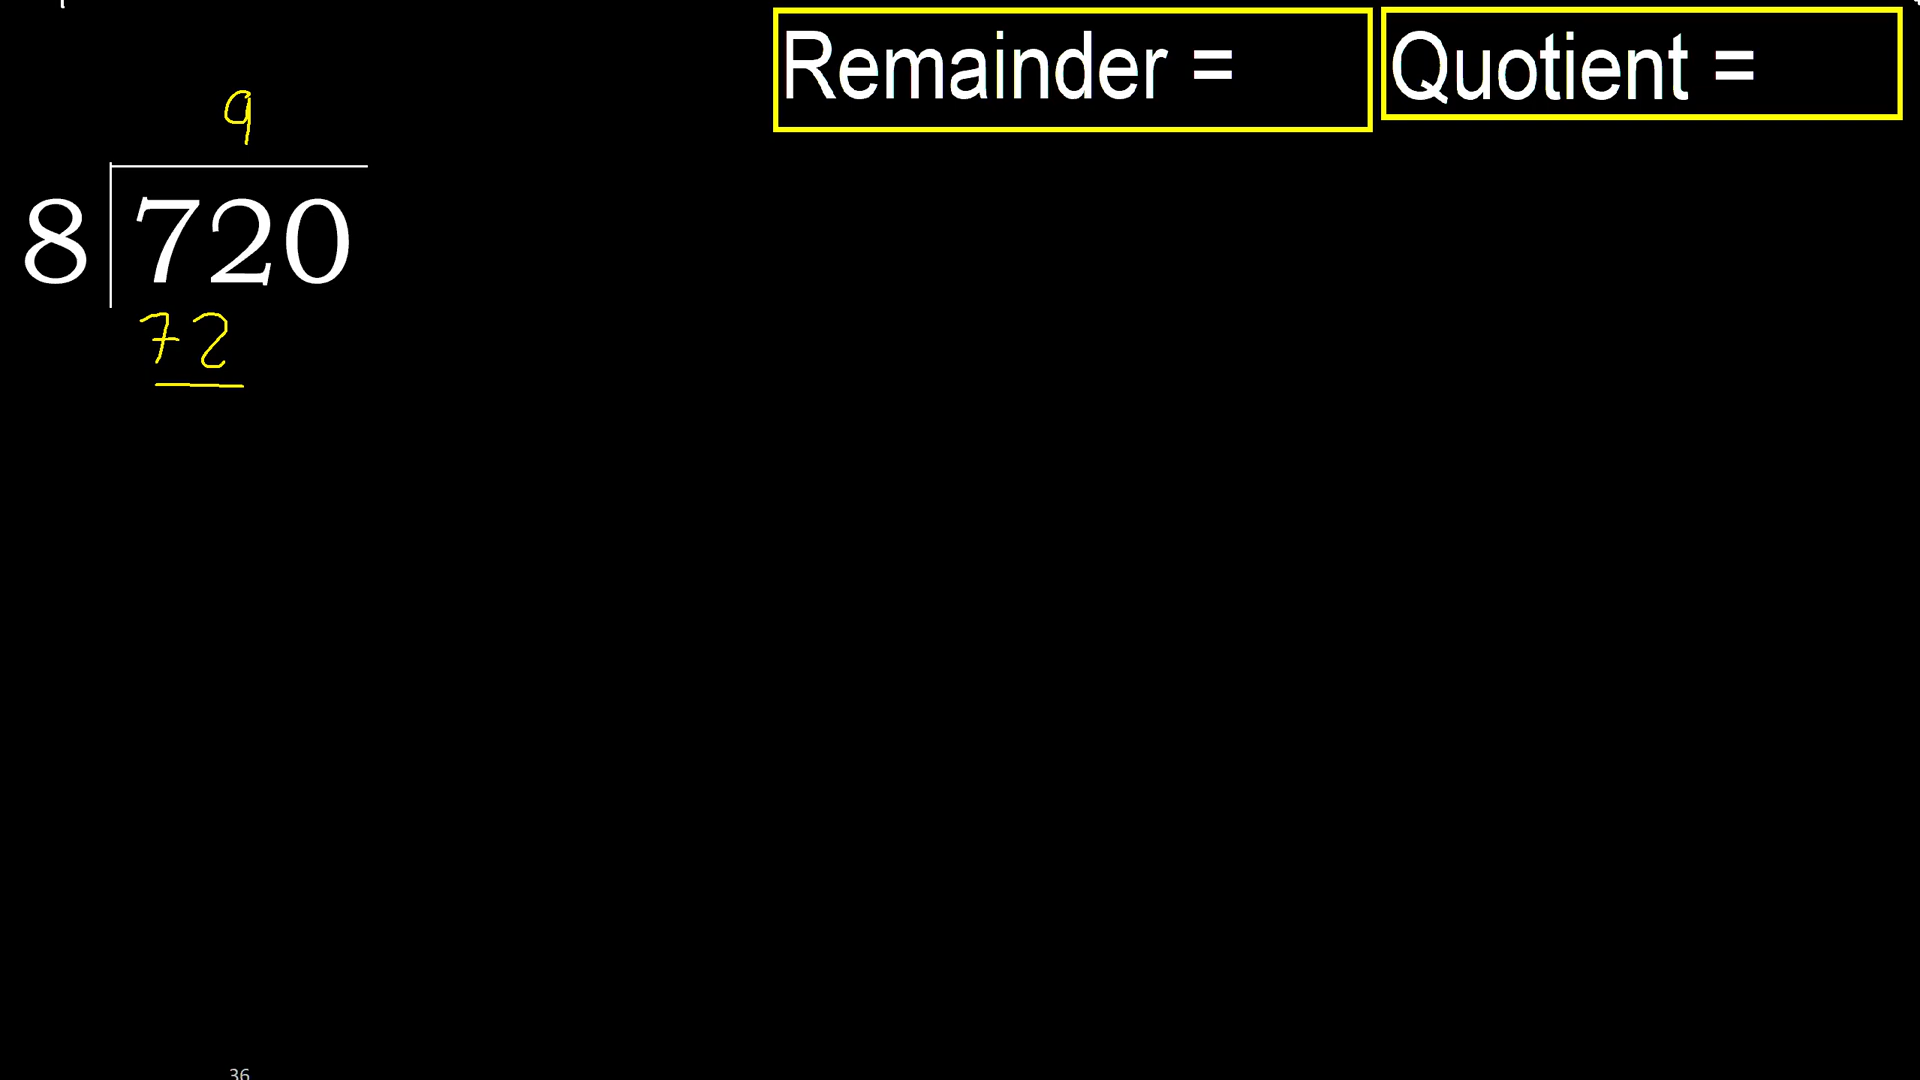 Remainder =
Quotient =
9
8 720
72
36